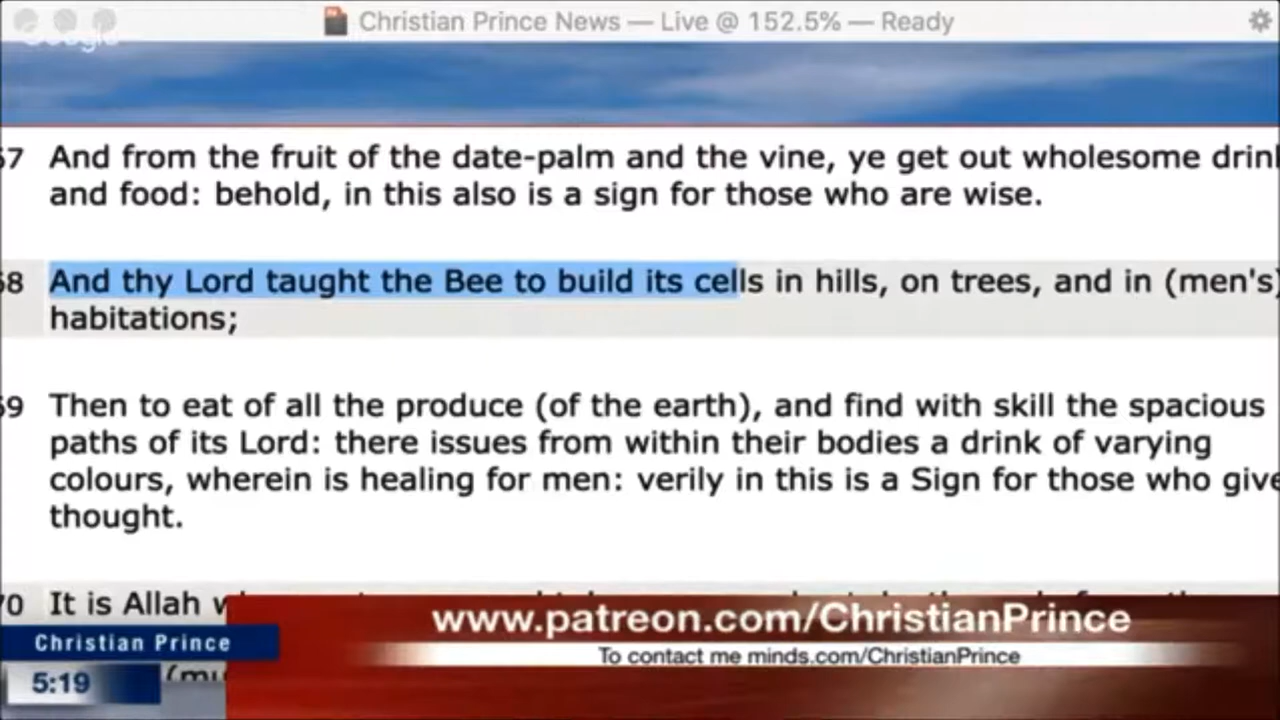 Christian Prince News — Live @ 152.5% — Ready
Google
67 And from the fruit of the date-palm and the vine, ye get out wholesome drink
and food: behold, in this also is a sign for those who are wise.
68 And thy Lord taught the Bee to build its cells in hills, on trees, and in (men's)
habitations;
69 Then to eat of all the produce (of the earth), and find with skill the spacious
paths of its Lord: there issues from within their bodies a drink of varying
colours, wherein is healing for men: verily in this is a Sign for those who give
thought.
70 It is Allah
www.patreon.com/ChristianPrince
Christian Prince
To contact me minds.com/ChristianPrince
5:19